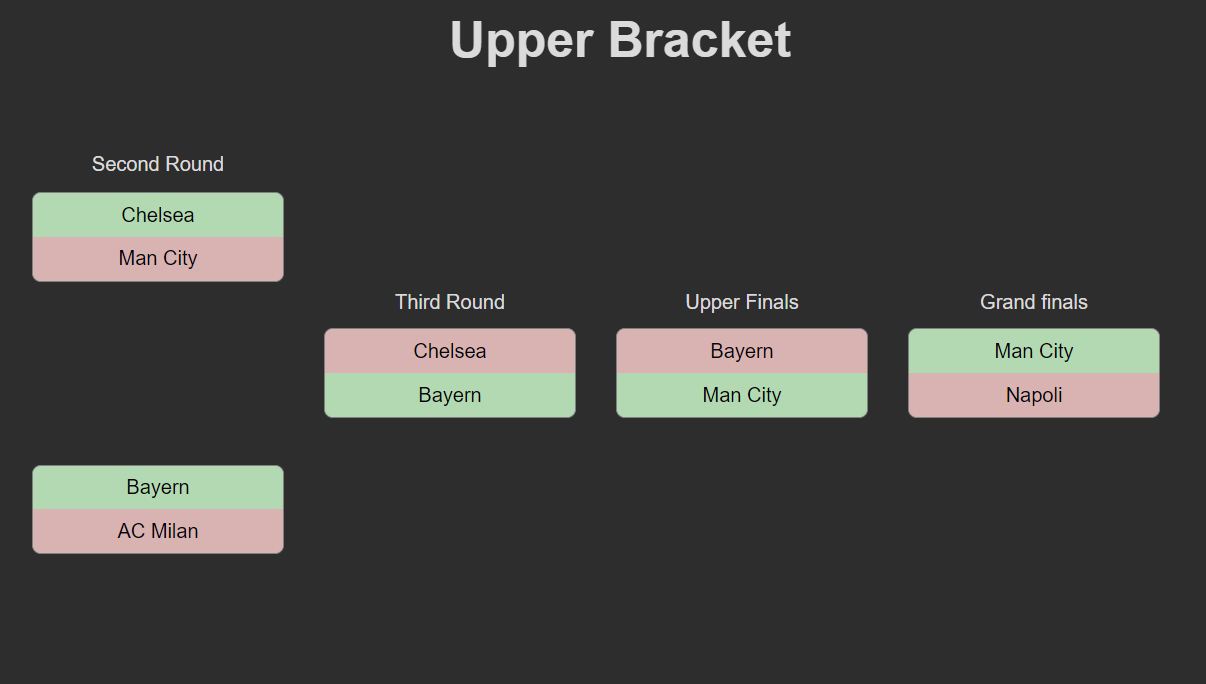 Upper Bracket
Second Round
Chelsea
Man City
Third Round
Chelsea
Bayern
Upper Finals
Bayern
Man City
Grand finals
Man City
Napoli
Bayern
AC Milan